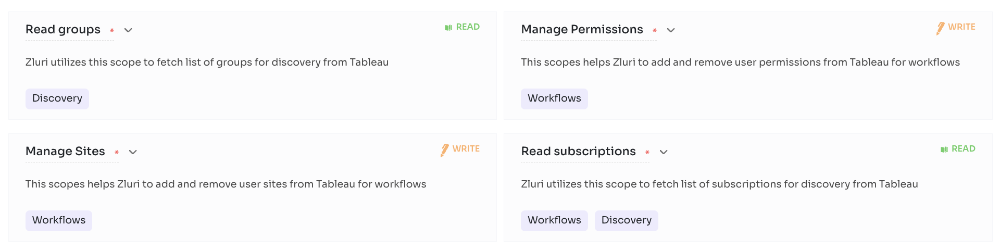 Read groups *
READ
Zluri utilizes this scope to fetch list of groups for discovery from Tableau
Discovery
Manage Permissions *
WRITE
This scopes helps Zluri to add and remove user permissions from Tableau for workflows
Workflows
Manage Sites *
WRITE
This scopes helps Zluri to add and remove user sites from Tableau for workflows
Workflows
Read subscriptions *
READ
Zluri utilizes this scope to fetch list of subscriptions for discovery from Tableau
Workflows Discovery